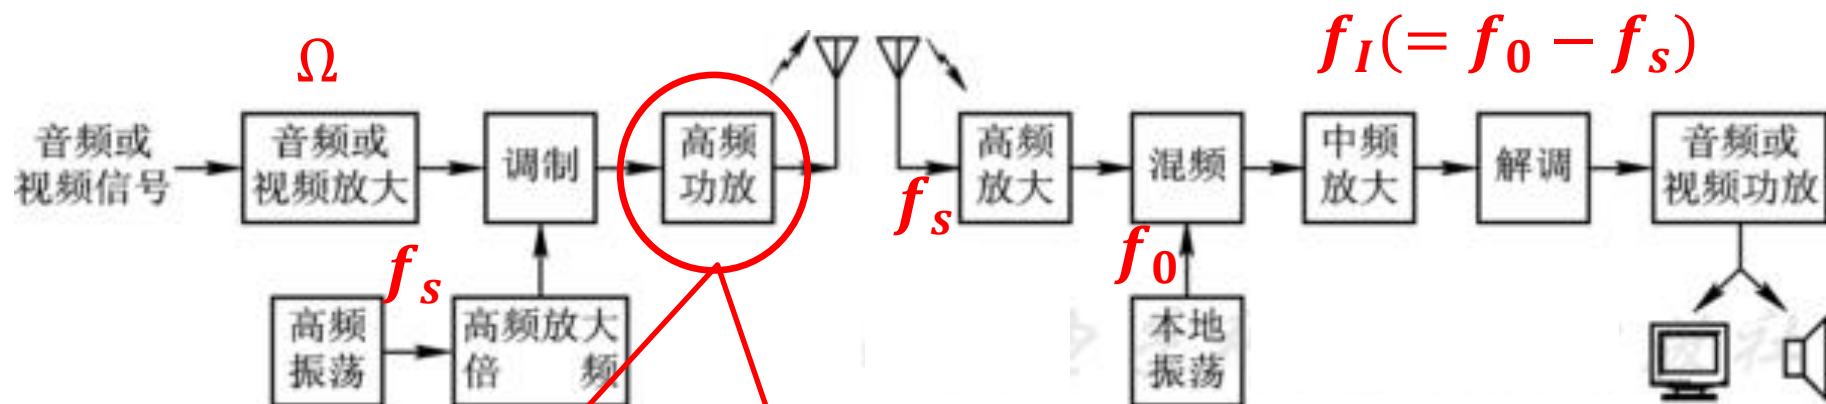 Ω
f_I(= f_0 − f_s)
音频或
视频信号
音频或
视频放大
调制
高频
功放
高频
放大
混频
中频
放大
解调
音频或
视频功放
f_s
f_s
f_0
高频
振荡
高频放大
倍 频
本地
振荡